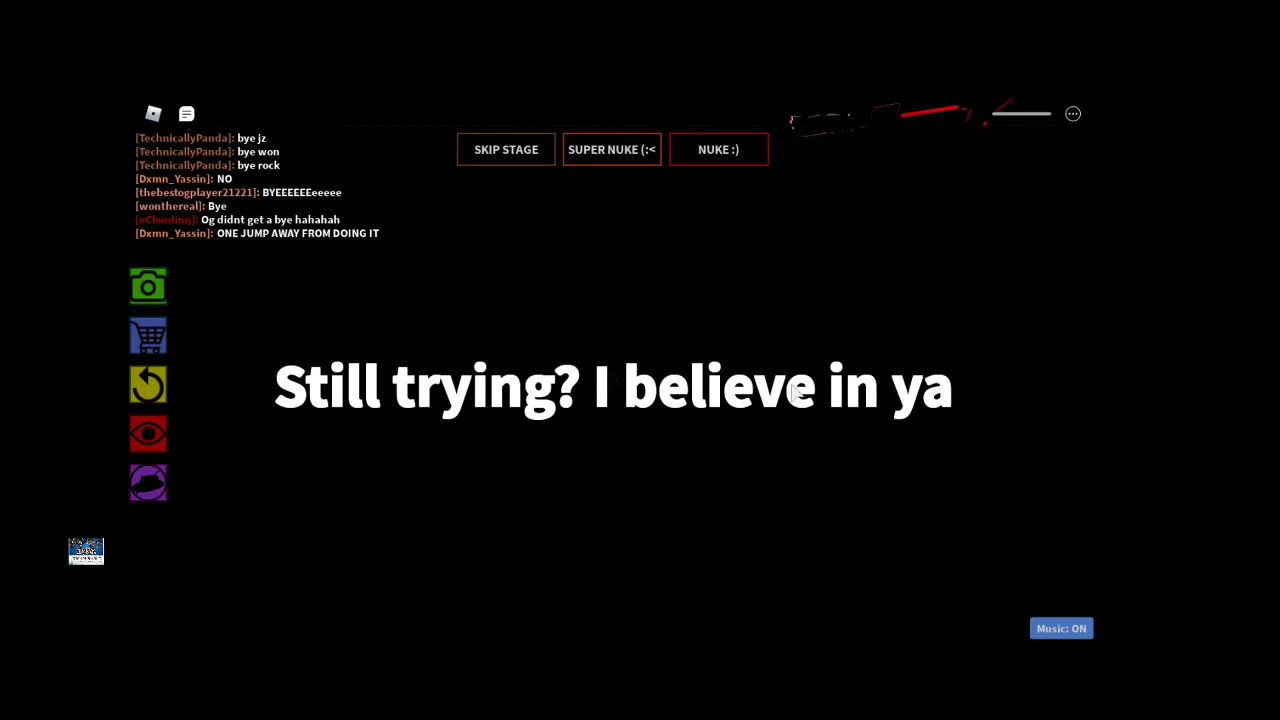 [TechnicallyPanda]: bye jz
[TechnicallyPanda]: bye won
[TechnicallyPanda]: bye rock
[Dxmn_Yassin]: NO
[thebestogplayer21221]: BYEEEEEEeeeee
[wonthereal]: Bye
[vClouding]: Og didnt get a bye hahahah
[Dxmn_Yassin]: ONE JUMP AWAY FROM DOING IT
SKIP STAGE
SUPER NUKE (:<
NUKE :)
Still trying? I believe in ya
Music: ON